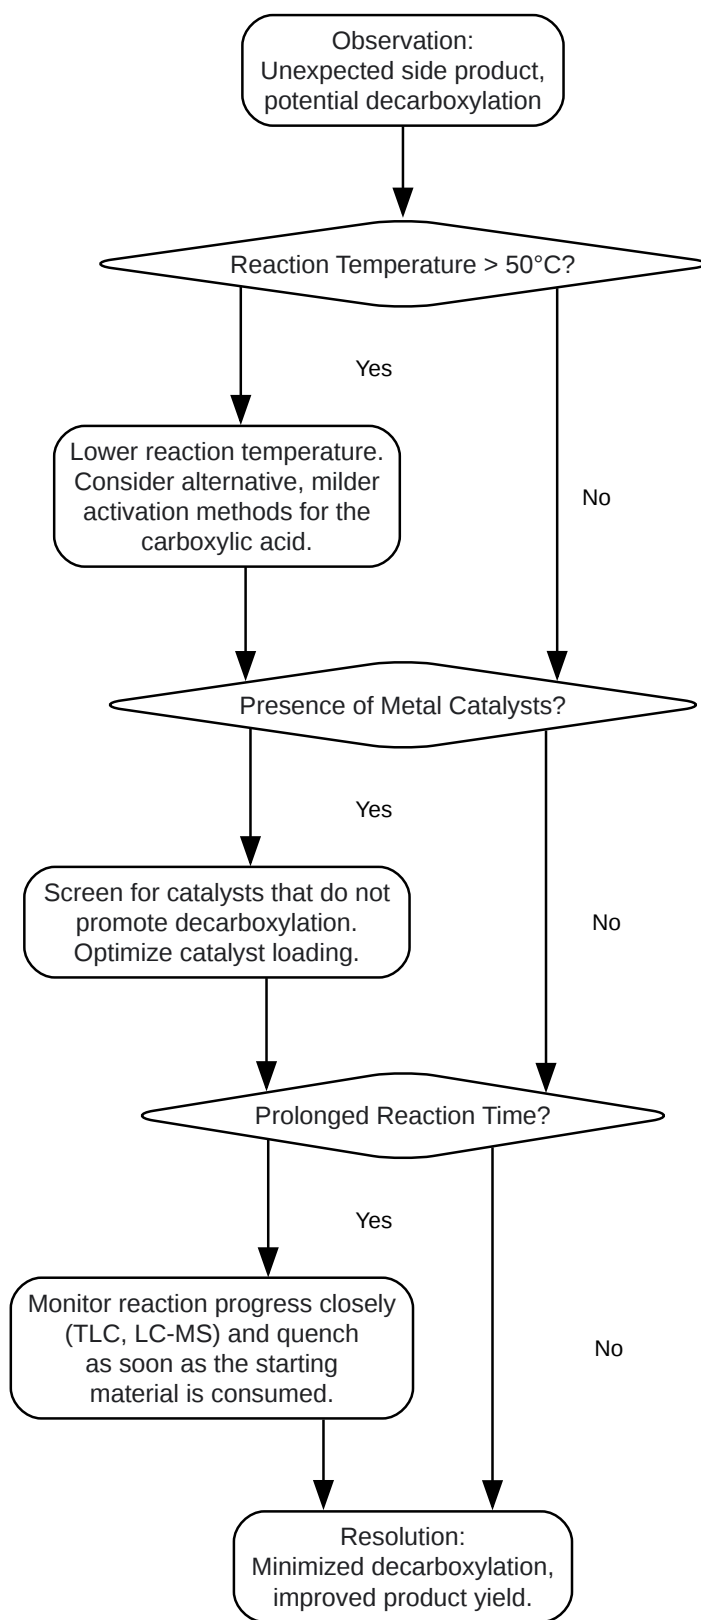 Observation:
Unexpected side product,
potential decarboxylation
Reaction Temperature > 50°C?
Yes
Lower reaction temperature.
Consider alternative, milder
activation methods for the
carboxylic acid.
No
Presence of Metal Catalysts?
Yes
Screen for catalysts that do not
promote decarboxylation.
Optimize catalyst loading.
No
Prolonged Reaction Time?
Yes
Monitor reaction progress closely
(TLC, LC-MS) and quench
as soon as the starting
material is consumed.
No
Resolution:
Minimized decarboxylation,
improved product yield.